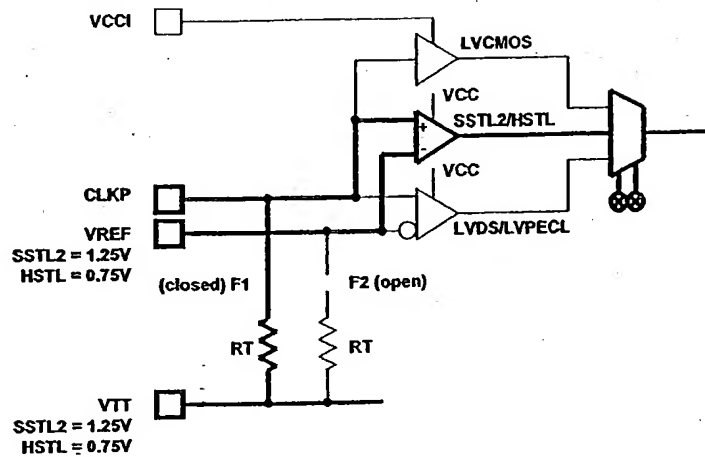 VCCI
LVCMOS
VCC
SSTL2/HSTL
+
-
VCC
CLKP
VREF
LVDS/LVPECL
SSTL2 = 1.25V
HSTL = 0.75V
(closed) F1
F2 (open)
RT
RT
VTT
SSTL2 = 1.25V
HSTL = 0.75V